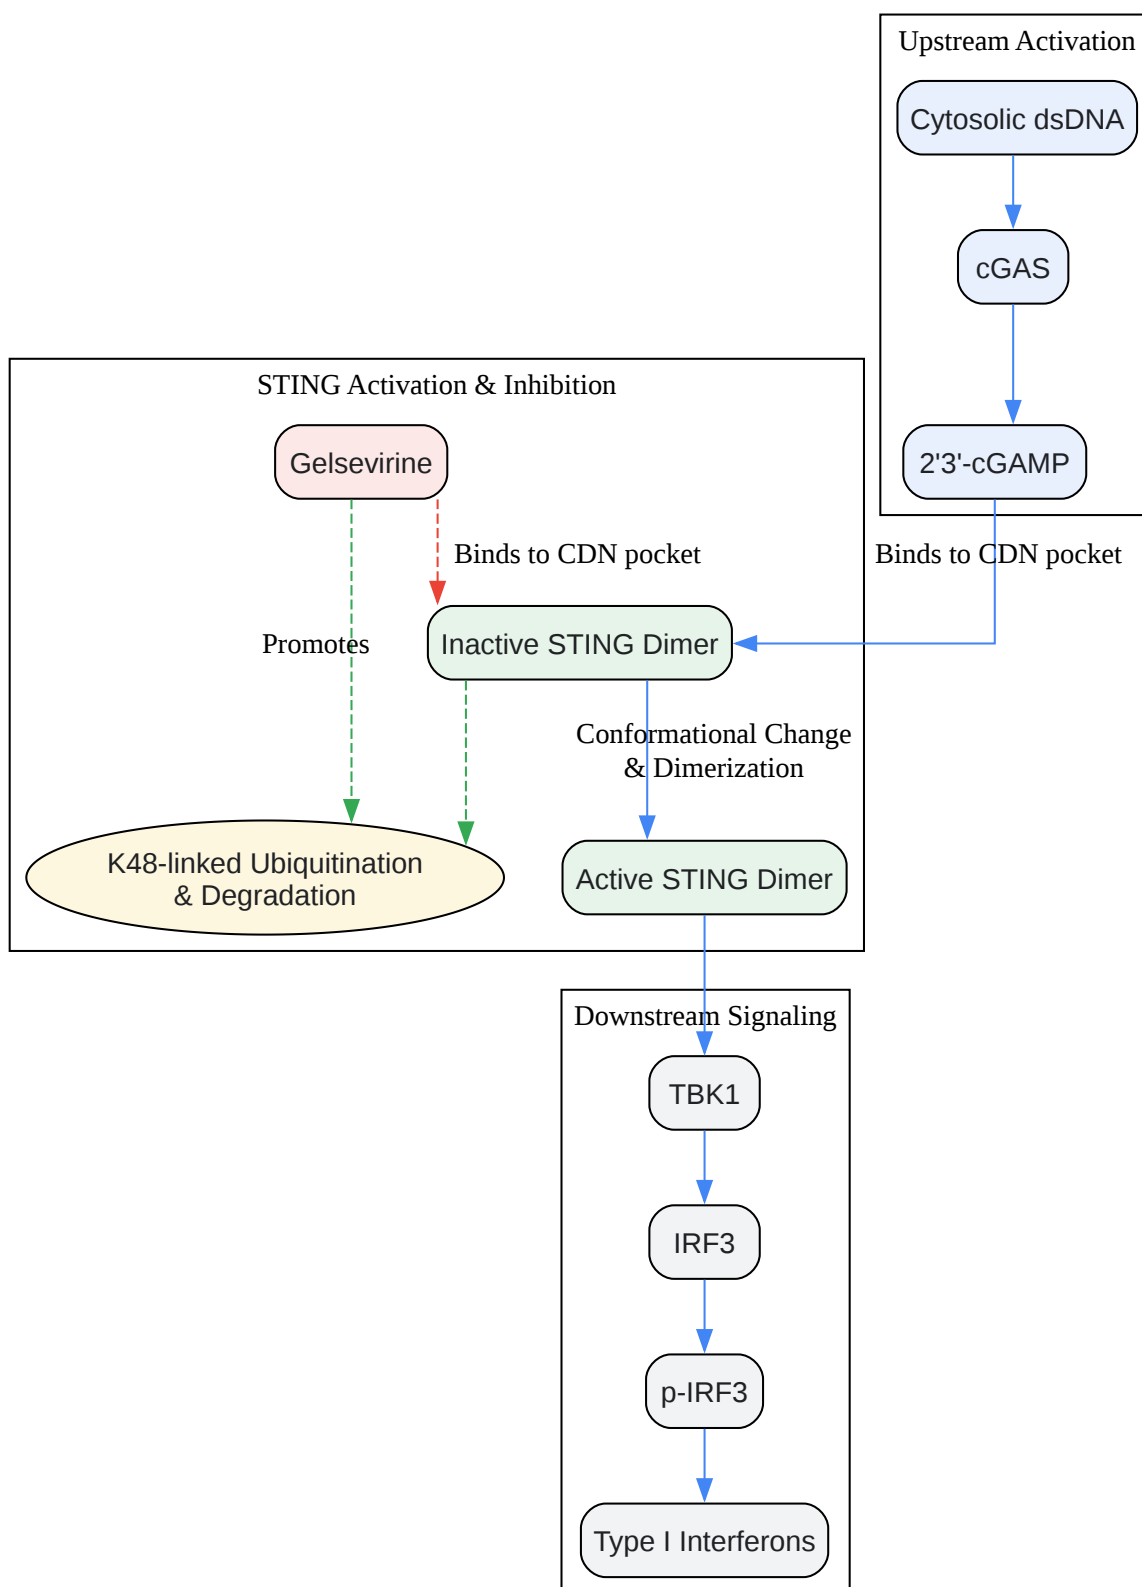 Upstream Activation
Cytosolic dsDNA
cGAS
2'3'-cGAMP
Binds to CDN pocket
STING Activation & Inhibition
Gelsevirine
Binds to CDN pocket
Promotes
Inactive STING Dimer
Conformational Change
& Dimerization
K48-linked Ubiquitination
& Degradation
Active STING Dimer
Downstream Signaling
TBK1
IRF3
p-IRF3
Type I Interferons